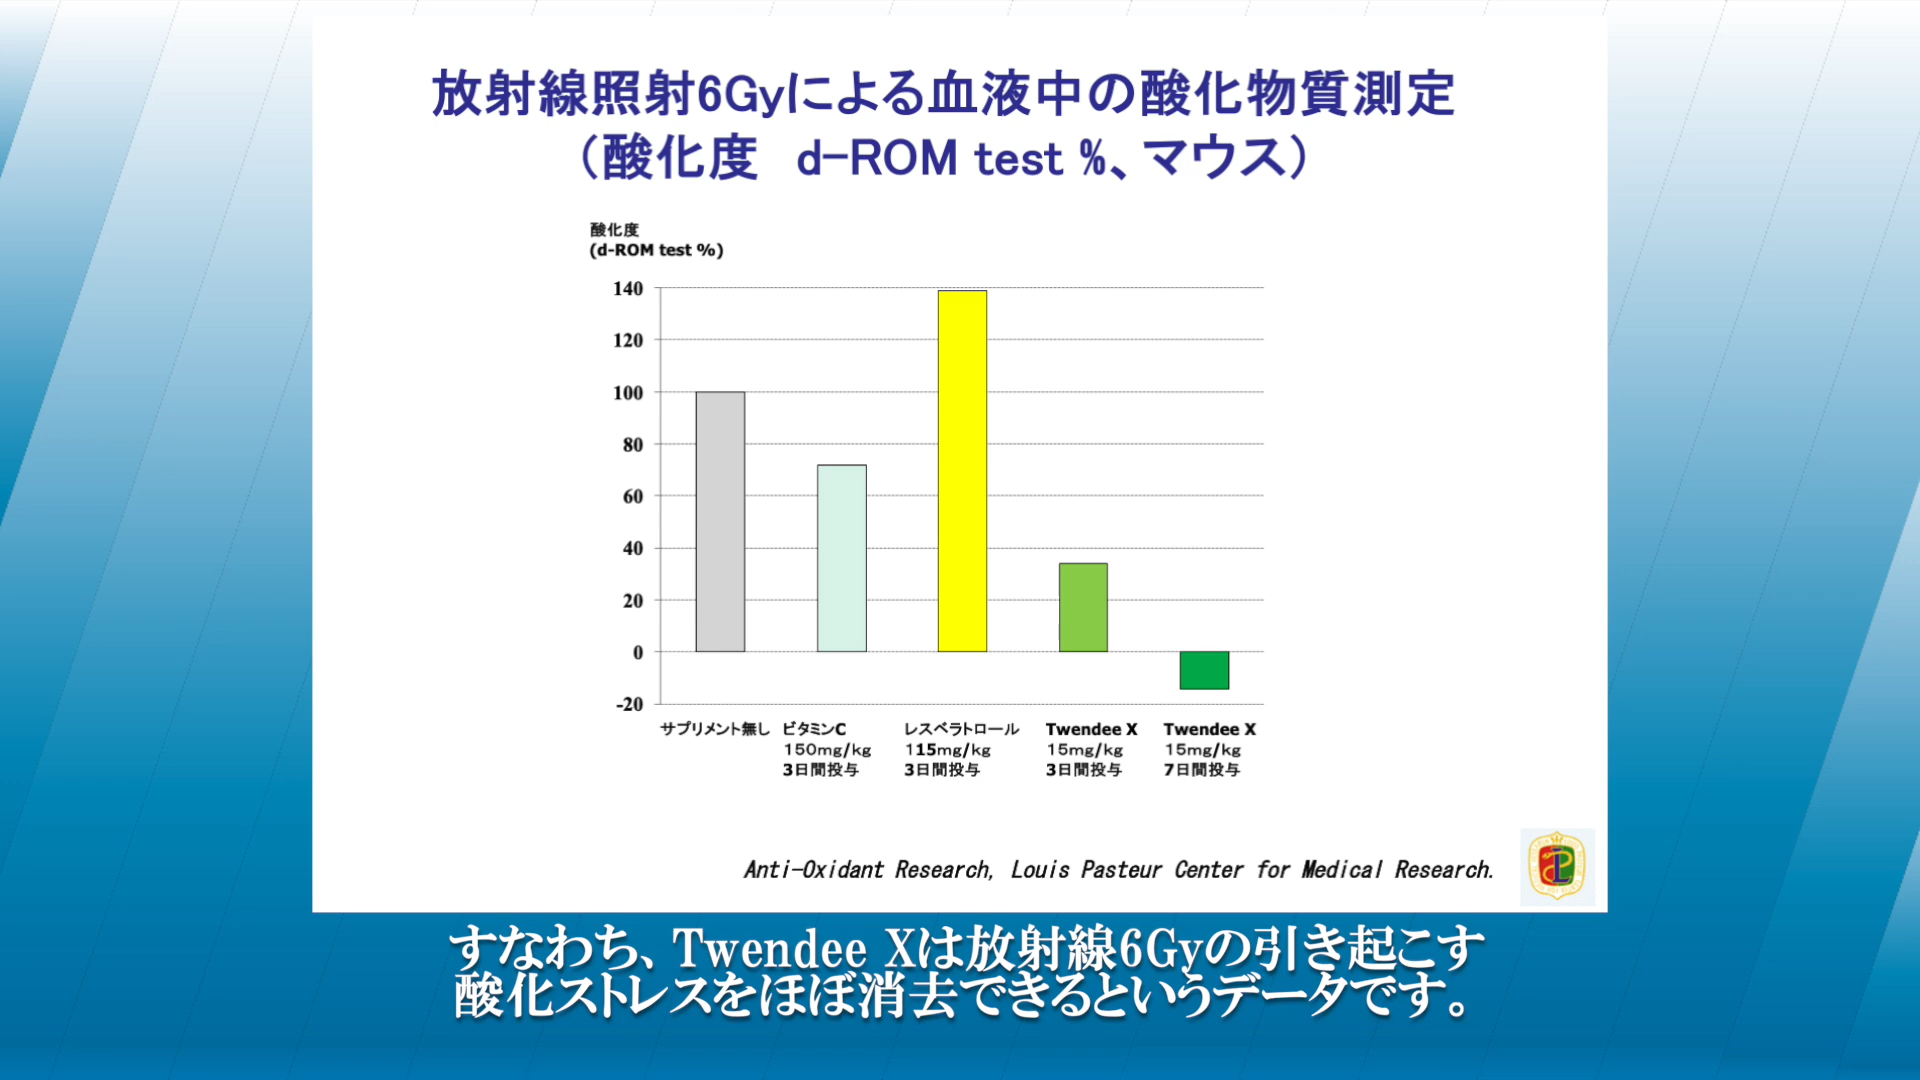 放射線照射6Gyによる血液中の酸化物質測定
（酸化度　d-ROM test %、マウス）
酸化度
(d-ROM test %)
140
120
100
80
60
40
20
0
-20
サプリメント無し
ビタミンC
150mg/kg
3日間投与
レスベラトロール
115mg/kg
3日間投与
Twendee X
15mg/kg
3日間投与
Twendee X
15mg/kg
7日間投与
Anti-Oxidant Research, Louis Pasteur Center for Medical Research.
すなわち、Twendee Xは放射線6Gyの引き起こす
酸化ストレスをほぼ消去できるというデータです。